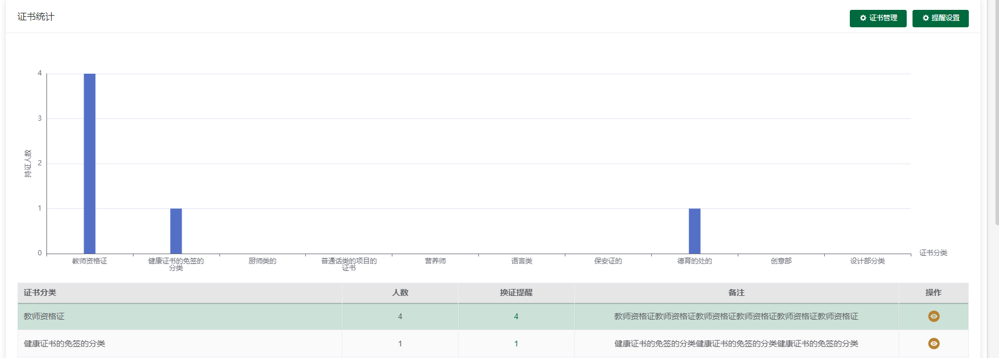 证书统计
证书管理
提醒设置
4
3
2
1
0
持证人数
教师资格证
健康证书的免签的
分类
厨师类的
普通话类的项目的
证书
营养师
语言类
保安证的
德育的处的
创意部
设计部分类
证书分类
证书分类 人数 换证提醒 备注 操作
教师资格证 4 4 教师资格证教师资格证教师资格证教师资格证教师资格证教师资格证
健康证书的免签的分类 1 1 健康证书的免签的分类健康证书的免签的分类健康证书的免签的分类